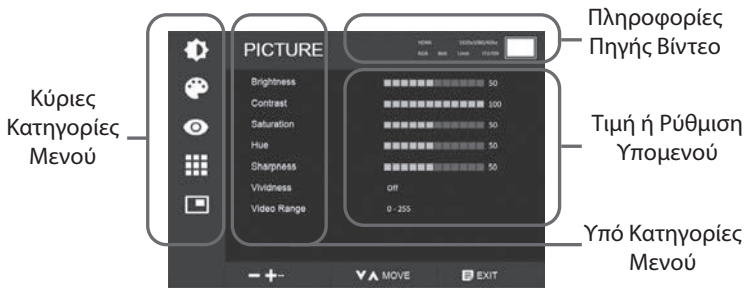 Πληροφορίες
Πηγής Βίντεο
Κύριες
Κατηγορίες
Μενού
PICTURE
Brightness 50
Contrast 100
Saturation 50
Hue 50
Sharpness 50
Vividness Off
Video Range 0 - 255
MOVE EXIT
Τιμή ή Ρύθμιση
Υπομενού
Υπό Κατηγορίες
Μενού